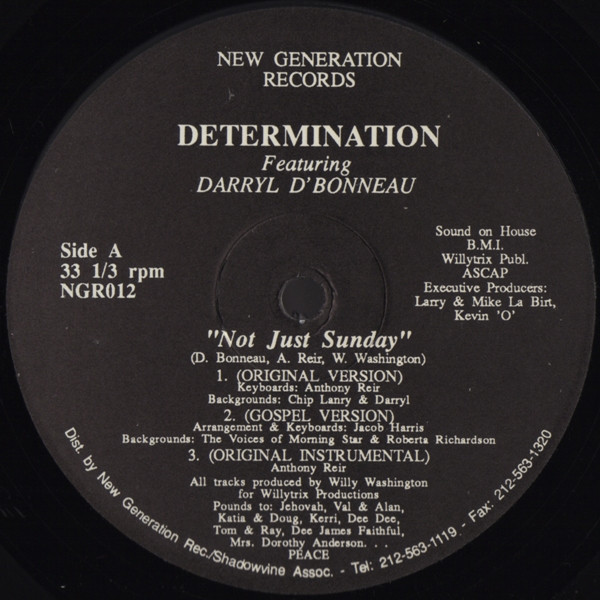 NEW GENERATION
RECORDS
DETERMINATION
Featuring
DARRYL D'BONNEAU
Side A
33 1/3 rpm
NGR012
Sound on House
B.M.I.
Willytrix Publ.
ASCAP
Executive Producers:
Larry & Mike La Birt,
Kevin 'O'
"Not Just Sunday"
(D. Bonneau, A. Reir, W. Washington)
1. (ORIGINAL VERSION)
Keyboards: Anthony Reir
Backgrounds: Chip Lanry & Darryl
2. (GOSPEL VERSION)
Arrangement & Keyboards: Jacob Harris
Backgrounds: The Voices of Morning Star & Roberta Richardson
3. (ORIGINAL INSTRUMENTAL)
Anthony Reir
All tracks produced by Willy Washington
for Willytrix Productions
Pounds to: Jehovah, Val & Alan,
Katia & Doug, Kerri, Dee Dee,
Tom & Ray, Dee James Faithful,
Mrs. Dorothy Anderson. . .
PEACE
Dist. by New Generation Rec./Shadowvine Assoc. - Tel: 212-563-1119 - Fax: 212-563-1320